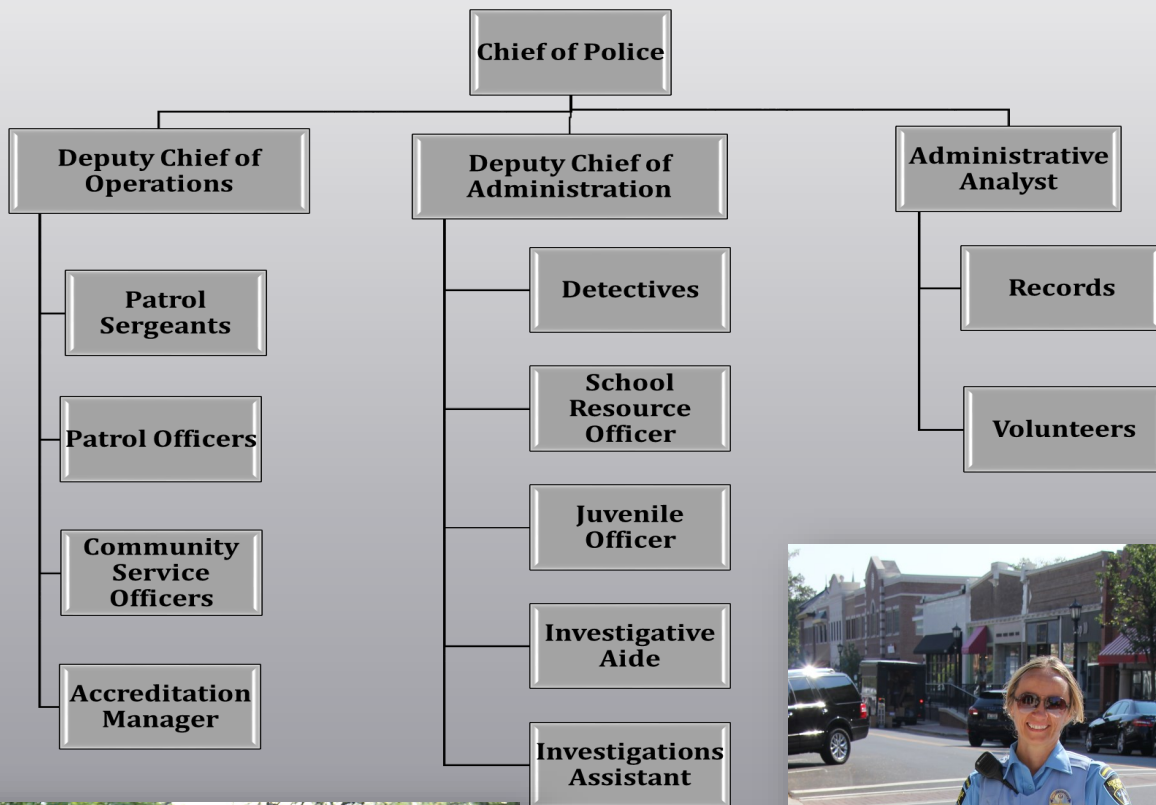 Chief of Police
Deputy Chief of
Operations
Deputy Chief of
Administration
Administrative
Analyst
Patrol
Sergeants
Patrol Officers
Community
Service
Officers
Accreditation
Manager
Detectives
School
Resource
Officer
Juvenile
Officer
Investigative
Aide
Investigations
Assistant
Records
Volunteers